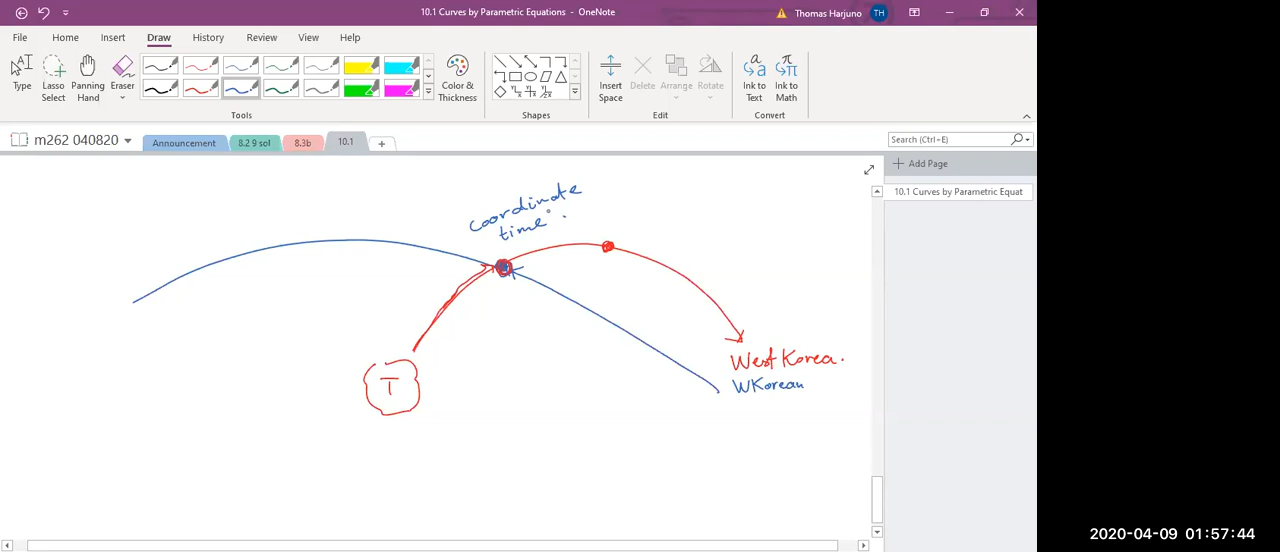 10.1 Curves by Parametric Equations - OneNote
Thomas Harjuno TH
File Home Insert Draw History Review View Help
Type
Lasso Select
Panning Hand
Eraser
Color & Thickness
Insert Space
Delete
Arrange
Rotate
Ink to Text
Ink to Math
Tools Shapes Edit Convert
m262 040820
Announcement 8.2 9 sol 8.3b 10.1
Search (Ctrl+E)
Add Page
10.1 Curves by Parametric Equat
coordinate
time.
T
West Korea.
WKorean
2020-04-09 01:57:44